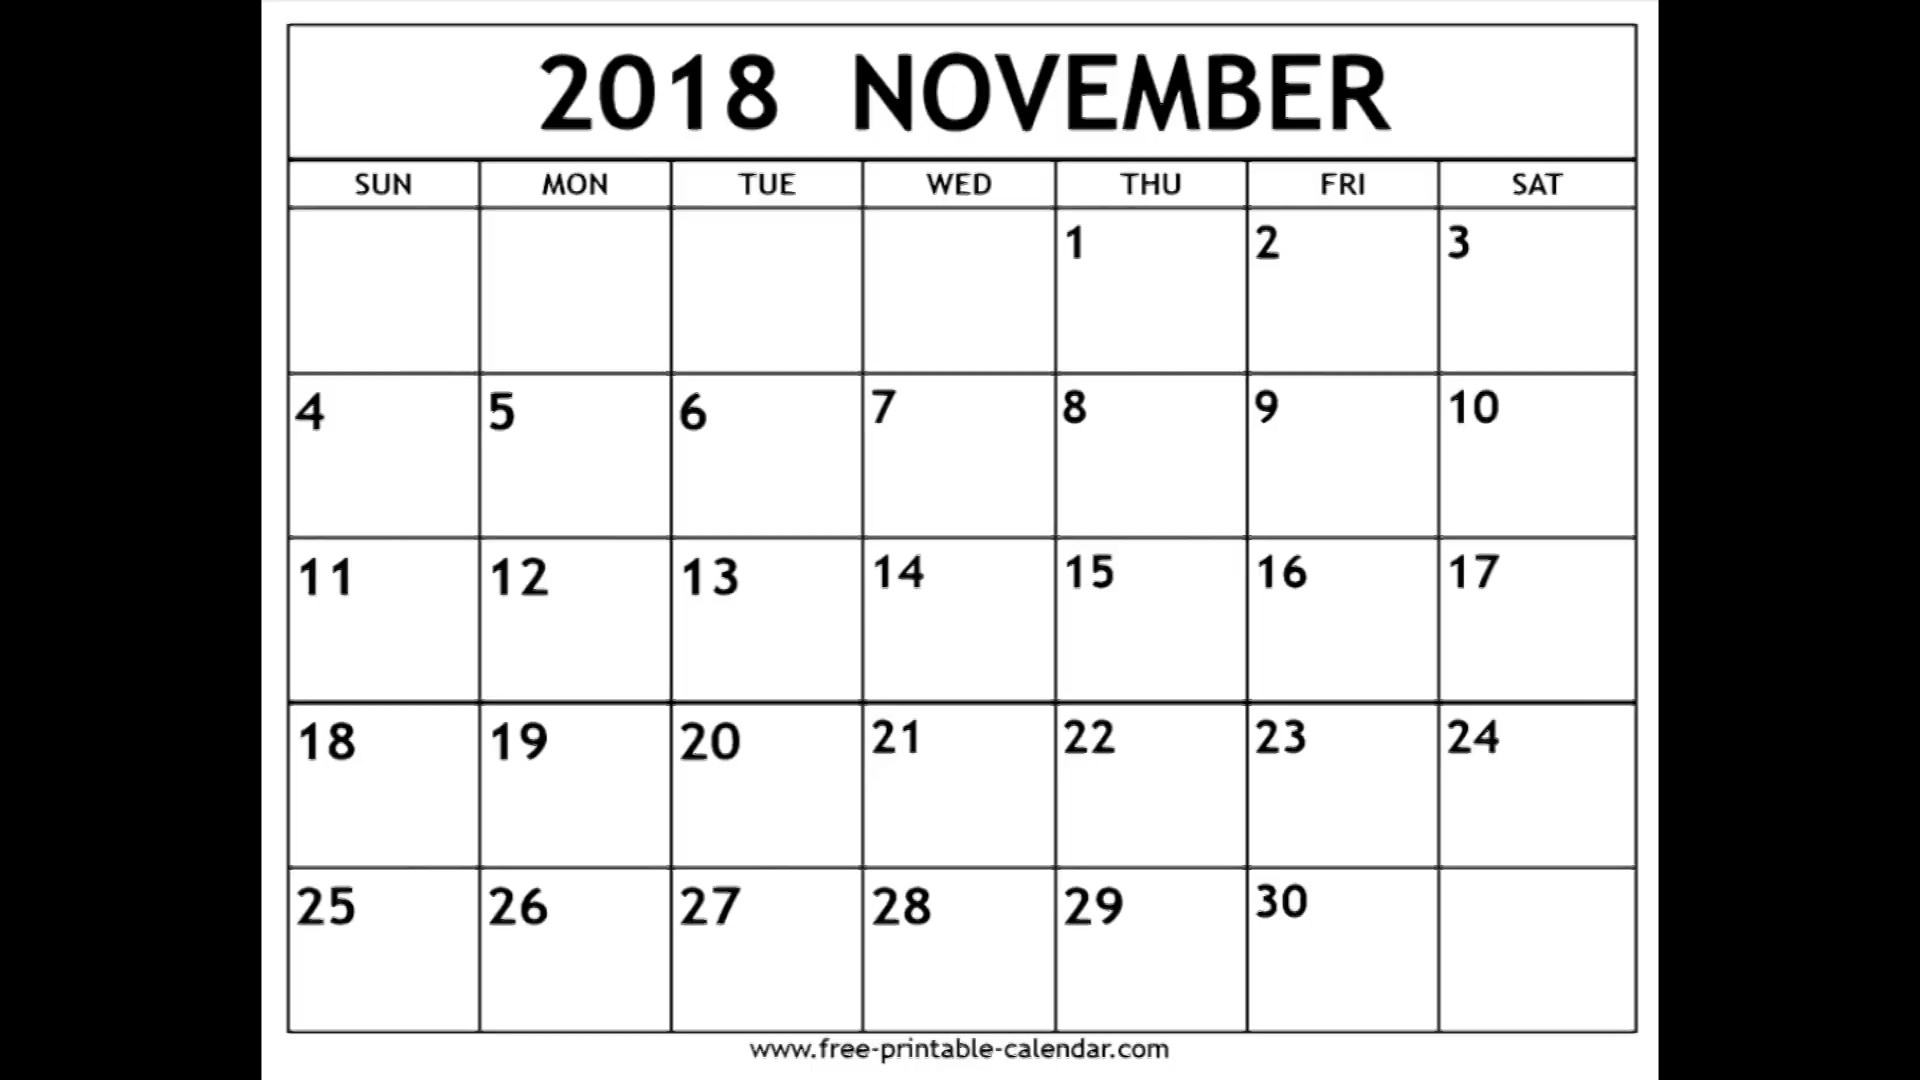 2018 NOVEMBER
SUN MON TUE WED THU FRI SAT
1 2 3
4 5 6 7 8 9 10
11 12 13 14 15 16 17
18 19 20 21 22 23 24
25 26 27 28 29 30
www.free-printable-calendar.com